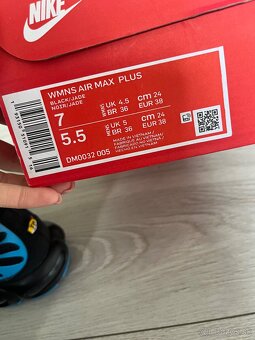 NIKE
WMNS AIR MAX PLUS
BLACK/JADE
NOIR/JADE
7
UK 4.5
BR 36
cm 24
EUR 38
5.5
UK 5
BR 36
cm 24
EUR 38
DM0032 005
MADE IN VIETNAM